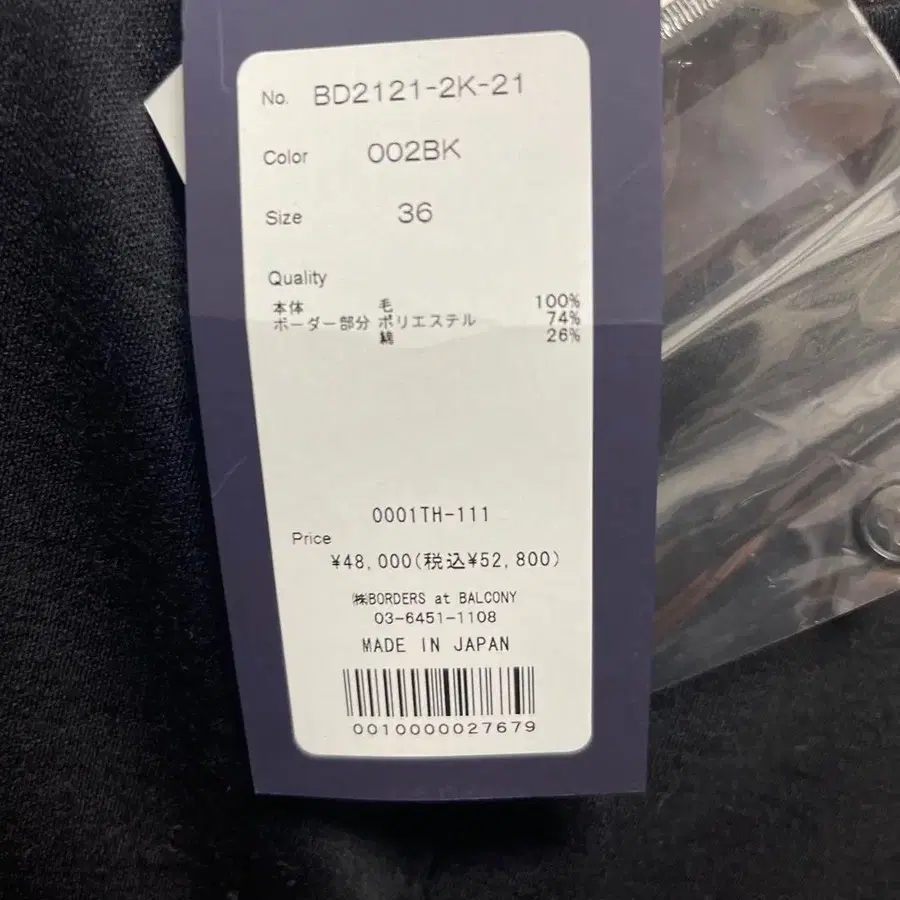 No. BD2121-2K-21
Color 002BK
Size 36
Quality
本体 毛 100%
ボーダー部分 ポリエステル 74%
綿 26%
0001TH-111
Price
¥48,000(税込¥52,800)
㈱BORDERS at BALCONY
03-6451-1108
MADE IN JAPAN
0010000027679